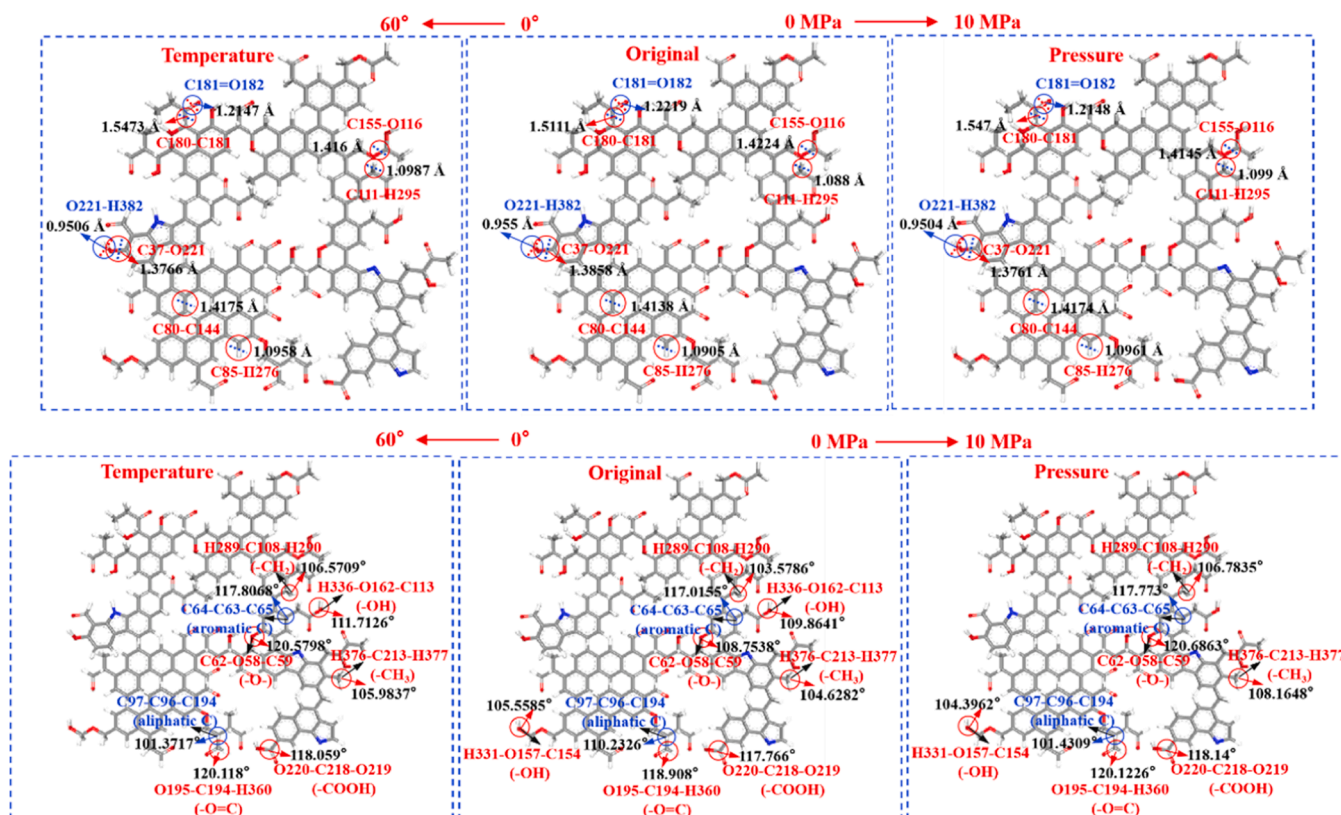 60° 0° 0 MPa 10 MPa
Temperature
C181=O182
1.2147 Å
1.5473 Å
C180-C181
C155-O116
1.416 Å
1.0987 Å
C111-H295
O221-H382
0.9506 Å
C37-O221
1.3766 Å
1.4175 Å
C80-C144
1.0958 Å
C85-H276
Original
C181=O182
1.2219 Å
1.5111 Å
C180-C181
C155-O116
1.4224 Å
1.088 Å
C111-H295
O221-H382
0.955 Å
C37-O221
1.3858 Å
1.4138 Å
C80-C144
1.0905 Å
C85-H276
Pressure
C181=O182
1.2148 Å
1.547 Å
C180-C181
C155-O116
1.4145 Å
1.099 Å
C111-H295
O221-H382
0.9504 Å
C37-O221
1.3761 Å
1.4174 Å
C80-C144
1.0961 Å
C85-H276
60° 0° 0 MPa 10 MPa
Temperature
H289-C108-H290
(-CH₂)
106.5709°
117.8068°
H336-O162-C113
(-OH)
111.7126°
C64-C63-C65
(aromatic C)
120.5798°
C62-O58-C59
(-O-)
H376-C213-H377
(-CH₃)
105.9837°
C97-C96-C194
(aliphatic C)
101.3717°
118.059°
120.118°
O220-C218-O219
(-COOH)
O195-C194-H360
(-O=C)
Original
H289-C108-H290
(-CH₂)
103.5786°
117.0155°
H336-O162-C113
(-OH)
109.8641°
C64-C63-C65
(aromatic C)
108.7538°
C62-O58-C59
(-O-)
H376-C213-H377
(-CH₃)
104.6282°
105.5585°
C97-C96-C194
(aliphatic C)
H331-O157-C154
(-OH)
110.2326°
117.766°
118.908°
O220-C218-O219
(-COOH)
O195-C194-H360
(-O=C)
Pressure
H289-C108-H290
(-CH₂)
106.7835°
117.773°
C64-C63-C65
(aromatic C)
120.6863°
C62-O58-C59
(-O-)
H376-C213-H377
(-CH₃)
108.1648°
104.3962°
C97-C96-C194
(aliphatic C)
H331-O157-C154
(-OH)
101.4309°
118.14°
120.1226°
O220-C218-O219
(-COOH)
O195-C194-H360
(-O=C)